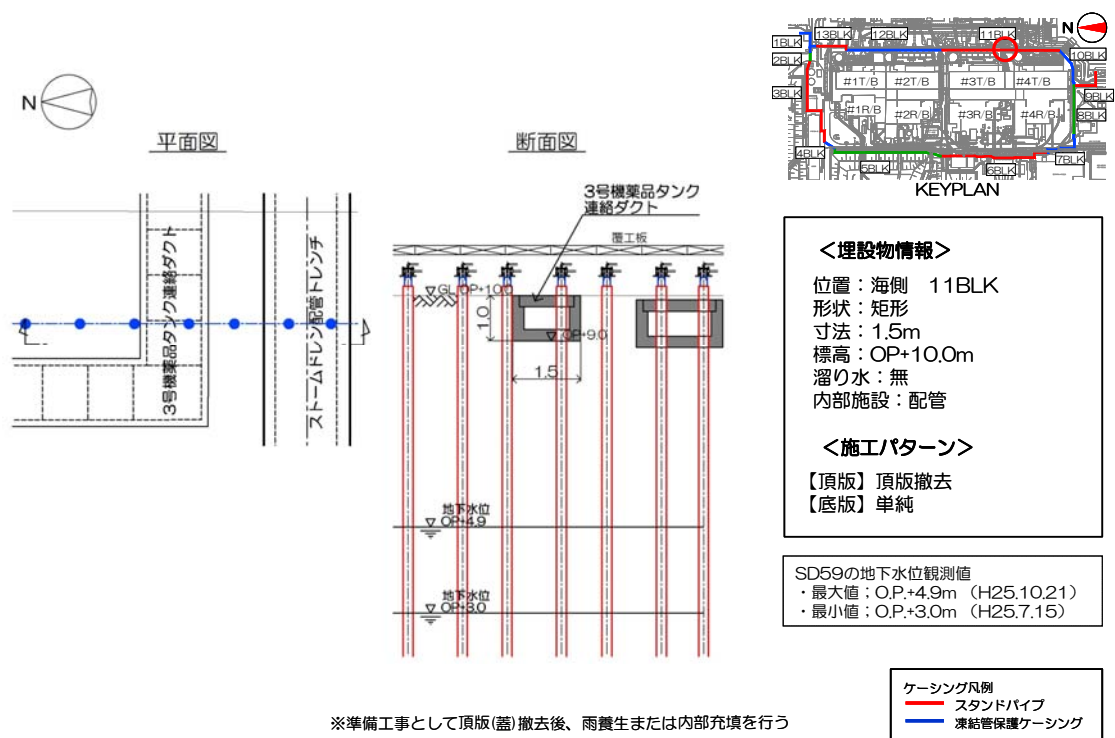 N
平面図
3号機薬品タンク連絡ダクト
ストームドレン配管トレンチ
断面図
3号機薬品タンク
連絡ダクト
覆工板
GL OP+10.0
1.0
OP+9.0
1.5
地下水位
OP+4.9
地下水位
OP+3.0
※準備工事として頂版(蓋)撤去後、雨養生または内部充填を行う
N
1BLK
13BLK
12BLK
11BLK
10BLK
2BLK
3BLK
#1T/B
#2T/B
#3T/B
#4T/B
9BLK
#1R/B
#2R/B
#3R/B
#4R/B
8BLK
4BLK
5BLK
6BLK
7BLK
KEYPLAN
＜埋設物情報＞
位置：海側　11BLK
形状：矩形
寸法：1.5m
標高：OP+10.0m
溜り水：無
内部施設：配管
＜施工パターン＞
【頂版】頂版撤去
【底版】単純
SD59の地下水位観測値
・最大値；O.P.+4.9m （H25.10.21）
・最小値；O.P.+3.0m （H25.7.15）
ケーシング凡例
スタンドパイプ
凍結管保護ケーシング